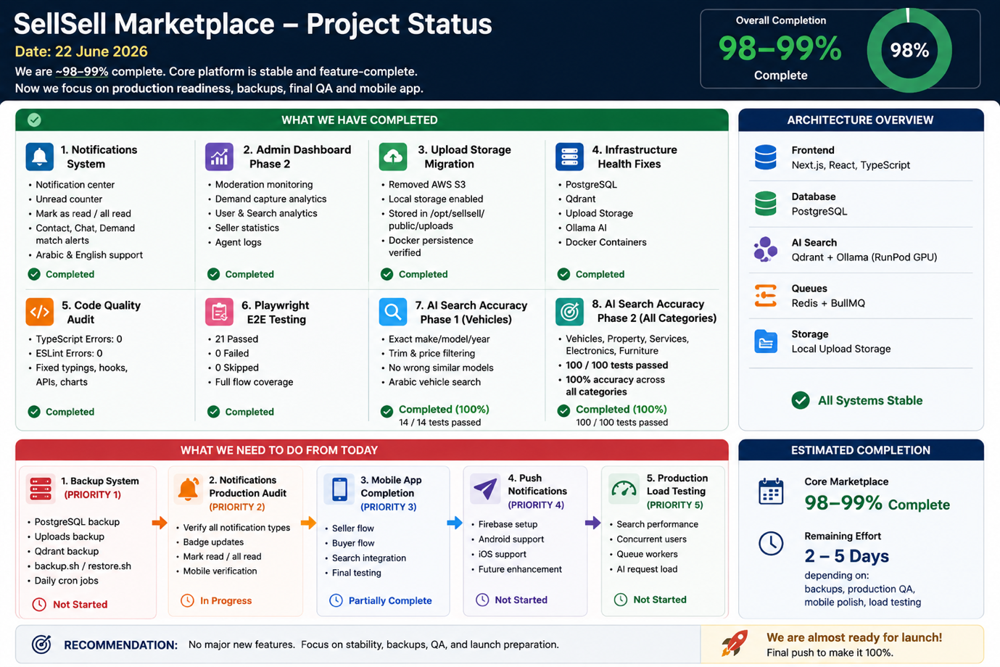 SellSell Marketplace – Project Status
Date: 22 June 2026
We are ~98–99% complete. Core platform is stable and feature-complete.
Now we focus on production readiness, backups, final QA and mobile app.
Overall Completion
98–99%
Complete
98%
WHAT WE HAVE COMPLETED
1. Notifications
System
• Notification center
• Unread counter
• Mark as read / all read
• Contact, Chat, Demand
match alerts
• Arabic & English support
Completed
2. Admin Dashboard
Phase 2
• Moderation monitoring
• Demand capture analytics
• User & Search analytics
• Seller statistics
• Agent logs
Completed
3. Upload Storage
Migration
• Removed AWS S3
• Local storage enabled
• Stored in /opt/sellsell/
public/uploads
• Docker persistence
verified
Completed
4. Infrastructure
Health Fixes
• PostgreSQL
• Qdrant
• Upload Storage
• Ollama AI
• Docker Containers
Completed
5. Code Quality
Audit
• TypeScript Errors: 0
• ESLint Errors: 0
• Fixed typings, hooks,
APIs, charts
Completed
6. Playwright
E2E Testing
• 21 Passed
• 0 Failed
• 0 Skipped
• Full flow coverage
Completed
7. AI Search Accuracy
Phase 1 (Vehicles)
• Exact make/model/year
• Trim & price filtering
• No wrong similar models
• Arabic vehicle search
Completed (100%)
14 / 14 tests passed
8. AI Search Accuracy
Phase 2 (All Categories)
• Vehicles, Property, Services,
Electronics, Furniture
• 100 / 100 tests passed
• 100% accuracy across
all categories
Completed (100%)
100 / 100 tests passed
ARCHITECTURE OVERVIEW
Frontend
Next.js, React, TypeScript
Database
PostgreSQL
AI Search
Qdrant + Ollama (RunPod GPU)
Queues
Redis + BullMQ
Storage
Local Upload Storage
All Systems Stable
WHAT WE NEED TO DO FROM TODAY
1. Backup System
(PRIORITY 1)
• PostgreSQL backup
• Uploads backup
• Qdrant backup
• backup.sh / restore.sh
• Daily cron jobs
Not Started
2. Notifications
Production Audit
(PRIORITY 2)
• Verify all notification types
• Badge updates
• Mark read / all read
• Mobile verification
In Progress
3. Mobile App
Completion
(PRIORITY 3)
• Seller flow
• Buyer flow
• Search integration
• Final testing
Partially Complete
4. Push
Notifications
(PRIORITY 4)
• Firebase setup
• Android support
• iOS support
• Future enhancement
Not Started
5. Production
Load Testing
(PRIORITY 5)
• Search performance
• Concurrent users
• Queue workers
• AI request load
Not Started
ESTIMATED COMPLETION
Core Marketplace
98–99% Complete
Remaining Effort
2 – 5 Days
depending on:
backups, production QA,
mobile polish, load testing
RECOMMENDATION: No major new features. Focus on stability, backups, QA, and launch preparation.
We are almost ready for launch!
Final push to make it 100%.